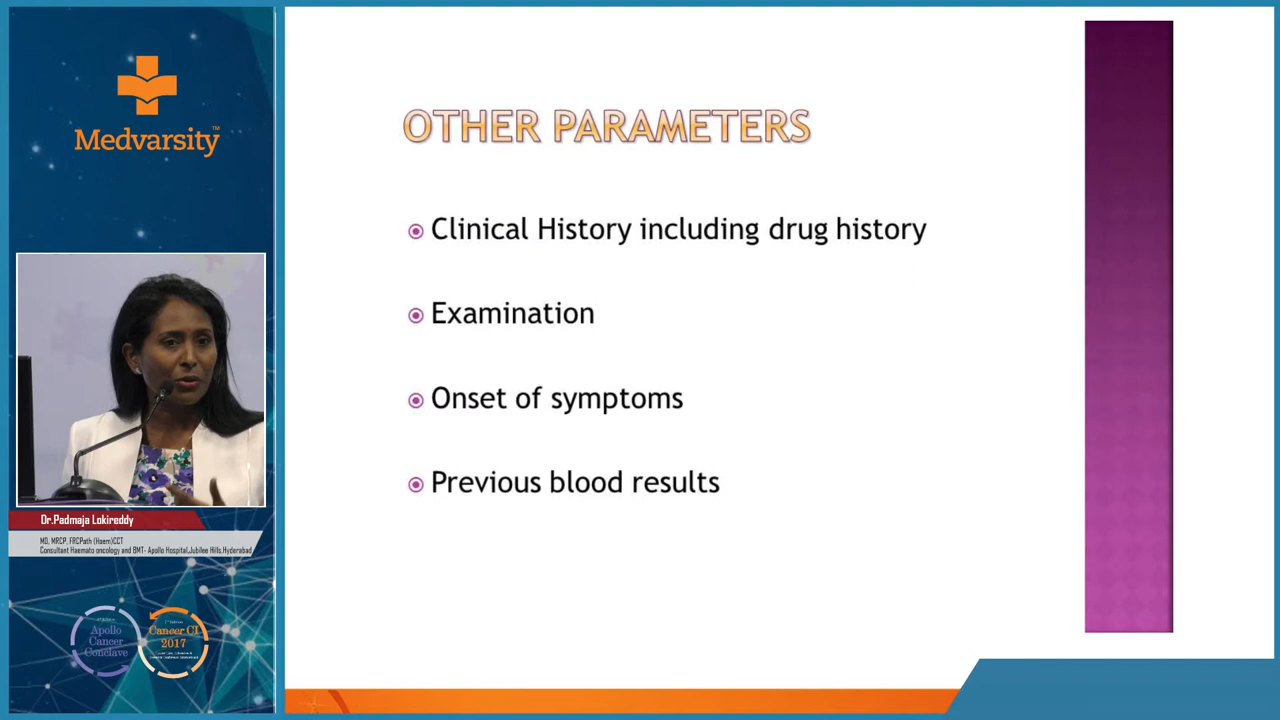 Medvarsity™
OTHER PARAMETERS
Clinical History including drug history
Examination
Onset of symptoms
Previous blood results
Dr.Padmaja Lokireddy
MD, MRCP, FRCPath (Haem)CCT
Consultant Haemato oncology and BMT- Apollo Hospital,Jubilee Hills,Hyderabad
Apollo
Cancer
Conclave
Cancer CI
2017